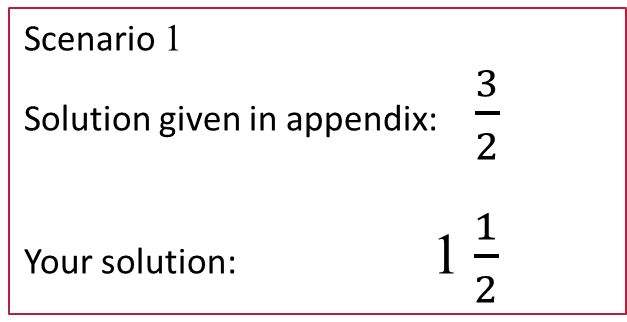 Scenario 1
Solution given in appendix: 3/2
Your solution: 1 1/2